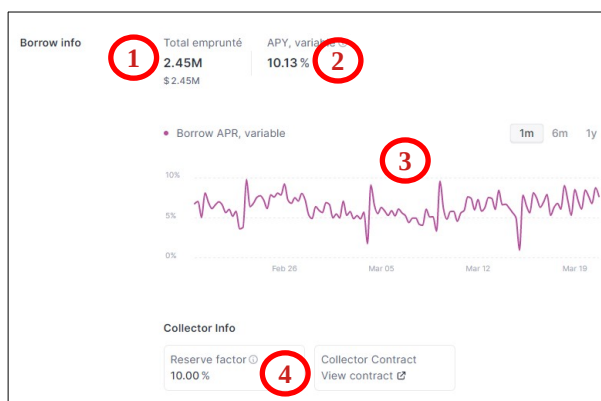 Borrow info
Total emprunté
APY, variable
1
2
2.45M
10.13 %
$ 2.45M
Borrow APR, variable
1m
6m
1y
3
10%
5%
0%
Feb 26
Mar 05
Mar 12
Mar 19
Collector Info
Reserve factor
10.00 %
4
Collector Contract
View contract